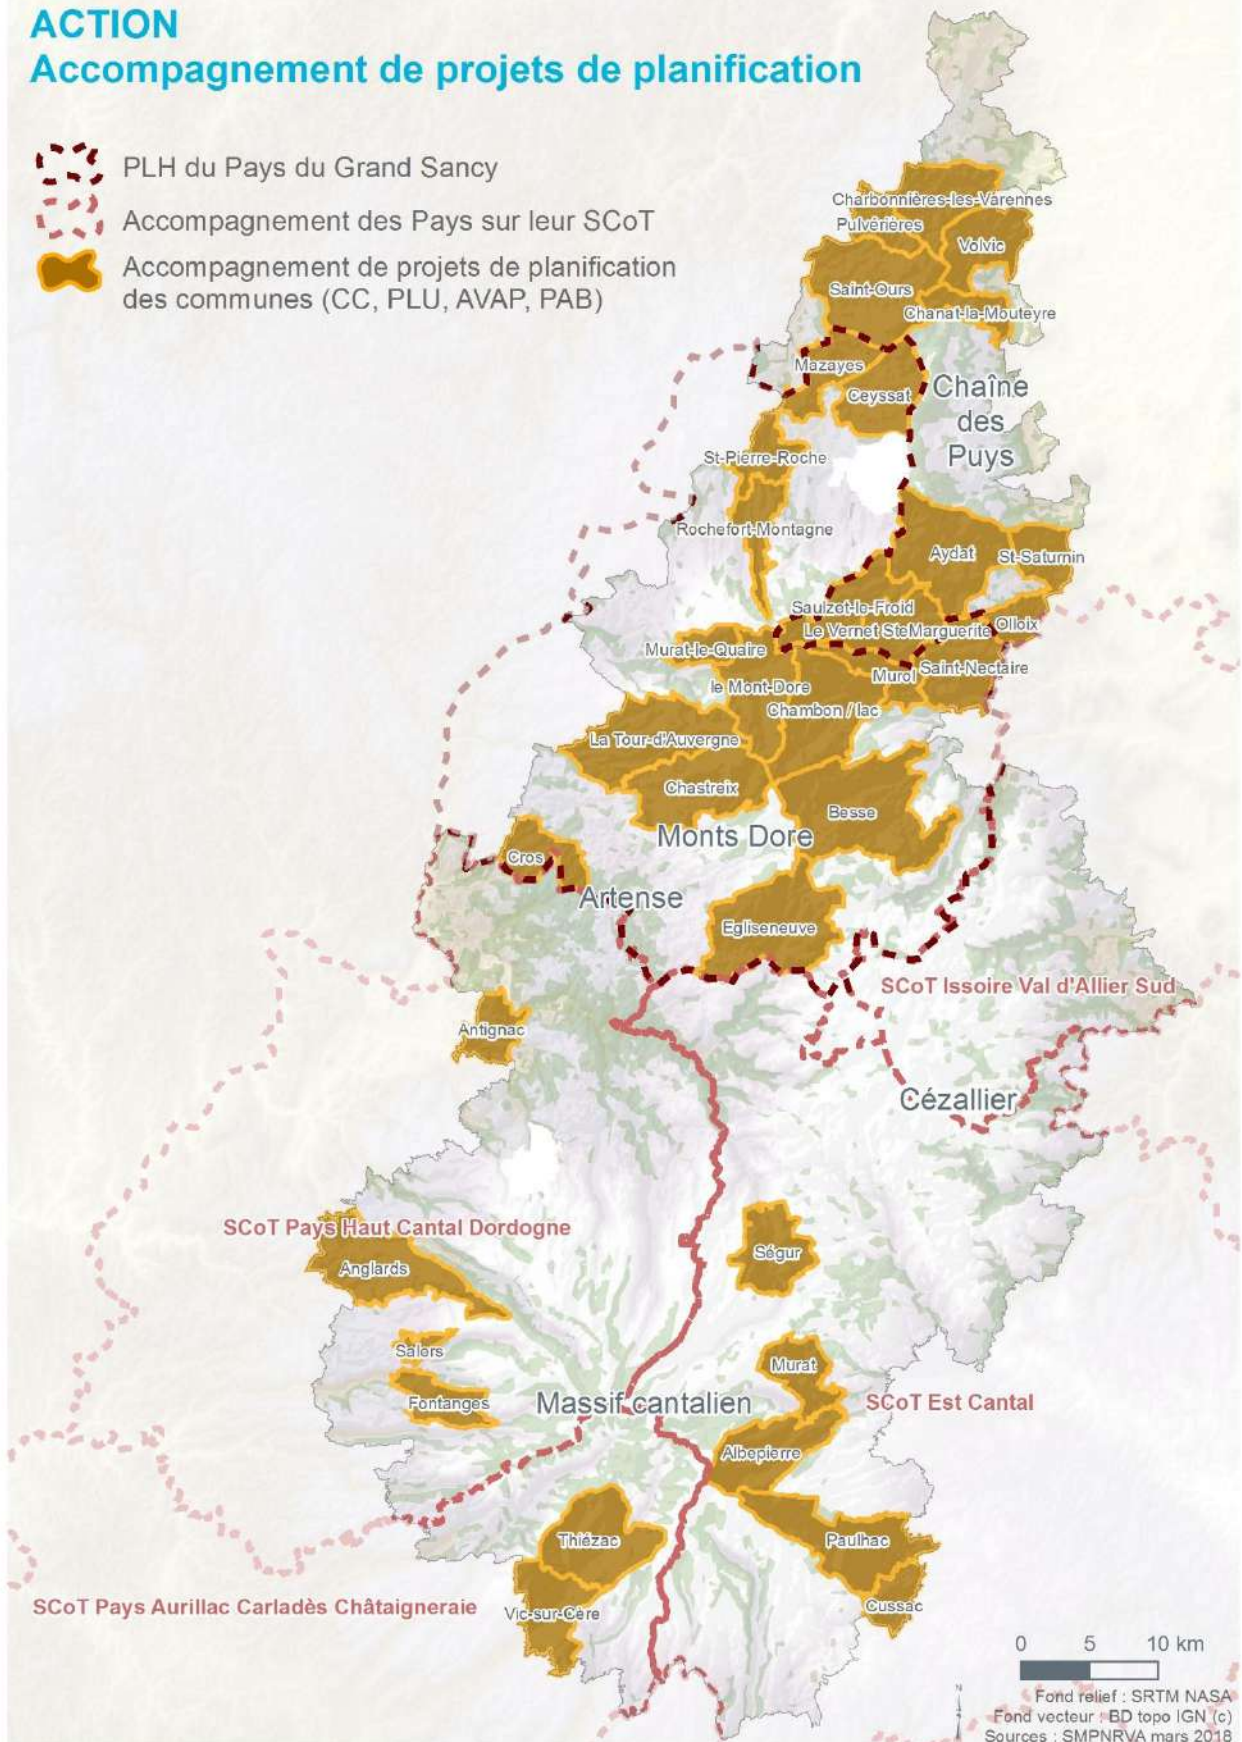 ACTION
Accompagnement de projets de planification
PLH du Pays du Grand Sancy
Accompagnement des Pays sur leur SCoT
Accompagnement de projets de planification
des communes (CC, PLU, AVAP, PAB)
Charbonnières-les-Varennes
Pulvérières
Volvic
Saint-Ours
Chanat-la-Mouteyre
Mazayes
Ceyssat
Chaîne
des
Puys
St-Pierre-Roche
Rochefort-Montagne
Aydat
St-Saturnin
Saulzet-le-Froid
Le Vernet SteMarguerite
Olloix
Murat-le-Quaire
Murol
Saint-Nectaire
le Mont-Dore
Chambon / lac
La Tour-d'Auvergne
Chastreix
Besse
Monts Dore
Cros
Artense
Egliseneuve
SCoT Issoire Val d'Allier Sud
Antignac
Cézallier
SCoT Pays Haut Cantal Dordogne
Anglards
Ségur
Salers
Murat
Fontanges
Massif cantalien
SCoT Est Cantal
Albepierre
Thiézac
Paulhac
SCoT Pays Aurillac Carladès Châtaigneraie
Vic-sur-Cère
Cussac
0 5 10 km
N
Fond relief : SRTM NASA
Fond vecteur : BD topo IGN (c)
Sources : SMPNRVA mars 2018